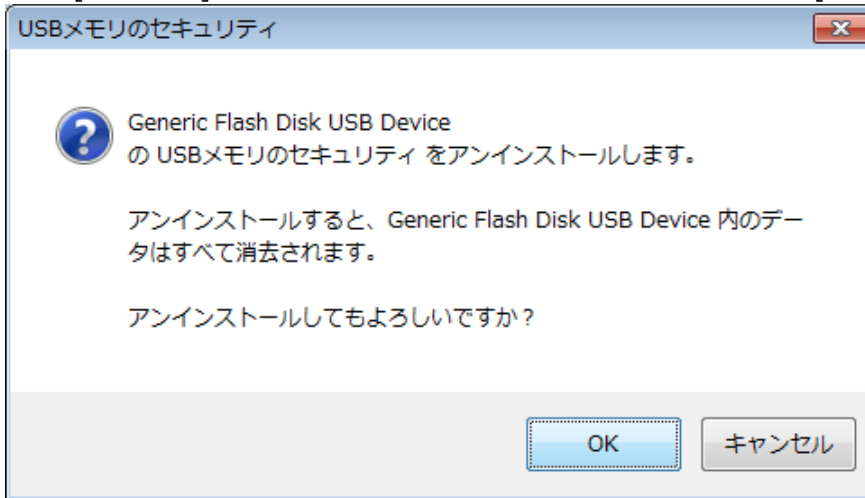 USBメモリのセキュリティ
Generic Flash Disk USB Device
の USBメモリのセキュリティ をアンインストールします。
アンインストールすると、Generic Flash Disk USB Device 内のデー
タはすべて消去されます。
アンインストールしてもよろしいですか？
OK
キャンセル